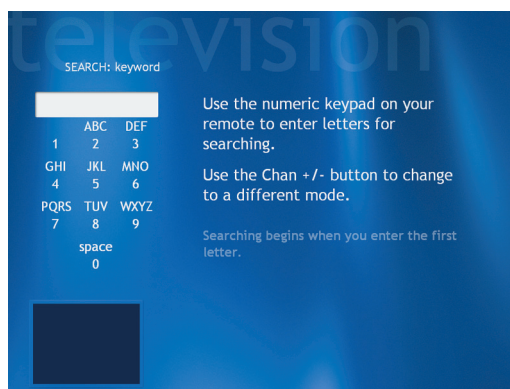 television
SEARCH: keyword
ABC DEF
1 2 3
GHI JKL MNO
4 5 6
PQRS TUV WXYZ
7 8 9
space
0
Use the numeric keypad on your
remote to enter letters for
searching.
Use the Chan +/- button to change
to a different mode.
Searching begins when you enter the first
letter.